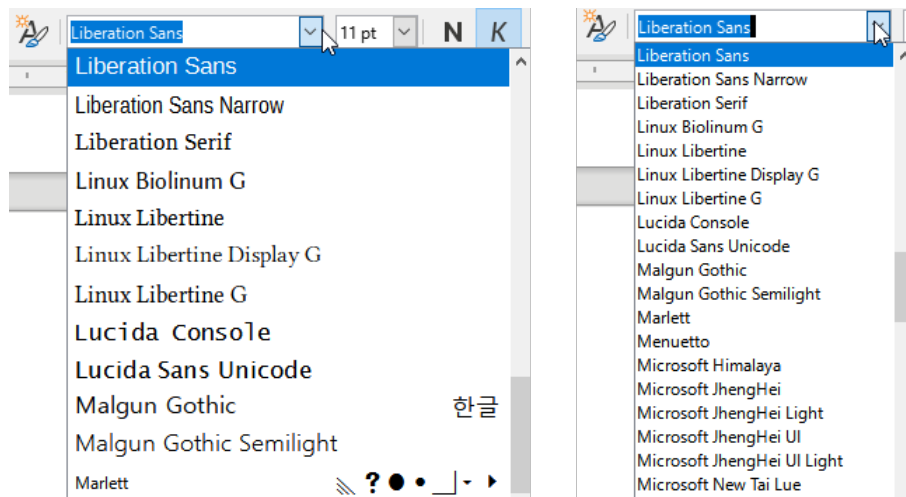 Liberation Sans
11 pt
N
K
Liberation Sans
Liberation Sans Narrow
Liberation Serif
Linux Biolinum G
Linux Libertine
Linux Libertine Display G
Linux Libertine G
Lucida Console
Lucida Sans Unicode
Malgun Gothic 한글
Malgun Gothic Semilight
Marlett ?
Liberation Sans
Liberation Sans
Liberation Sans Narrow
Liberation Serif
Linux Biolinum G
Linux Libertine
Linux Libertine Display G
Linux Libertine G
Lucida Console
Lucida Sans Unicode
Malgun Gothic
Malgun Gothic Semilight
Marlett
Menuetto
Microsoft Himalaya
Microsoft JhengHei
Microsoft JhengHei Light
Microsoft JhengHei UI
Microsoft JhengHei UI Light
Microsoft New Tai Lue